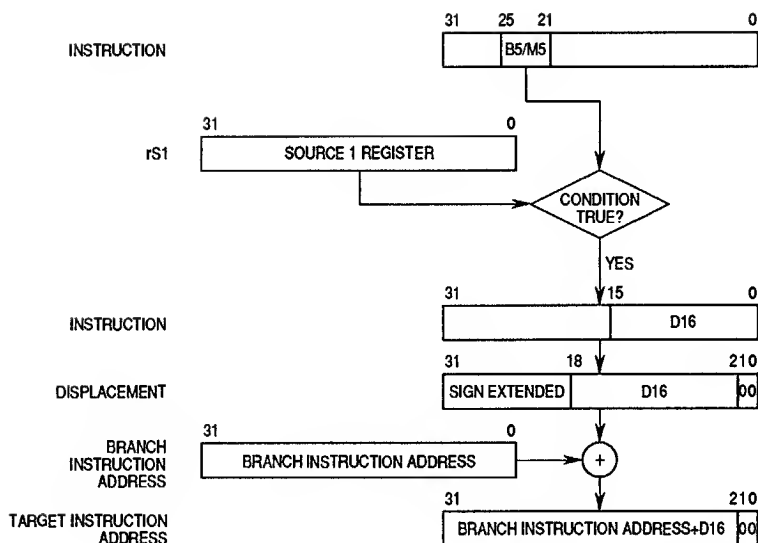 31 25 21 0
INSTRUCTION B5/M5
31 0
rS1 SOURCE 1 REGISTER
CONDITION
TRUE?
YES
31 15 0
INSTRUCTION D16
31 18 210
DISPLACEMENT SIGN EXTENDED D16 00
31 0
BRANCH
INSTRUCTION
ADDRESS
BRANCH INSTRUCTION ADDRESS +
31 210
TARGET INSTRUCTION
ADDRESS
BRANCH INSTRUCTION ADDRESS+D16 00